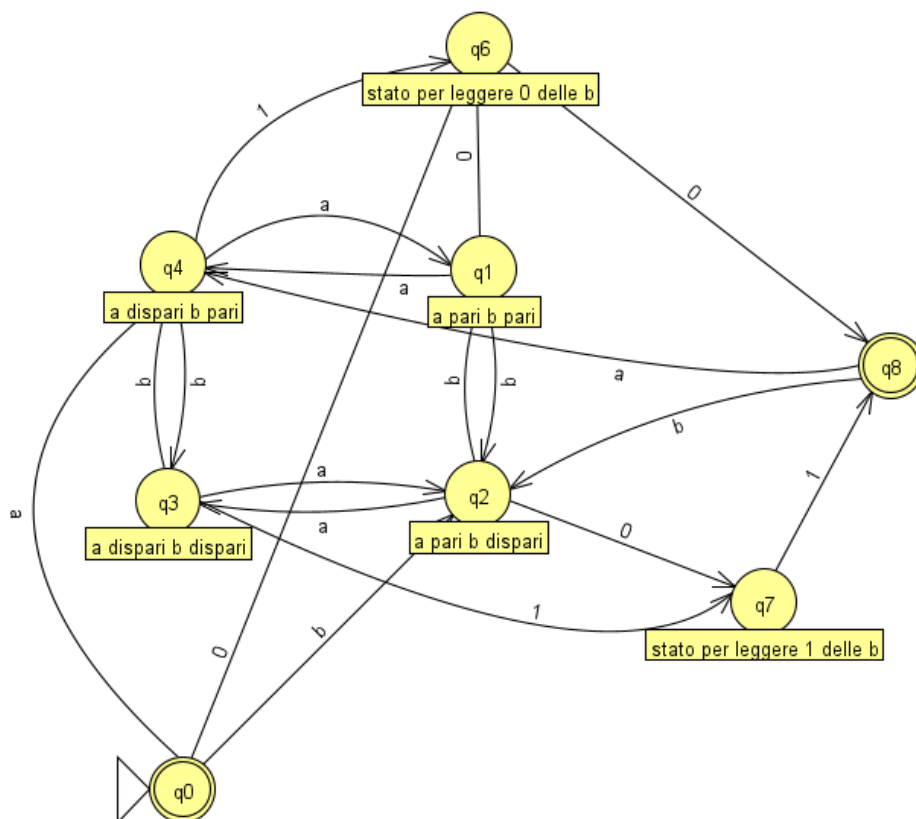 q6
stato per leggere 0 delle b
1
0
0
a
q4
q1
a
a dispari b pari
a pari b pari
q8
a
b
b
b
b
b
a
q3
q2
a
1
a dispari b dispari
a pari b dispari
0
a
1
q7
stato per leggere 1 delle b
b
0
q0